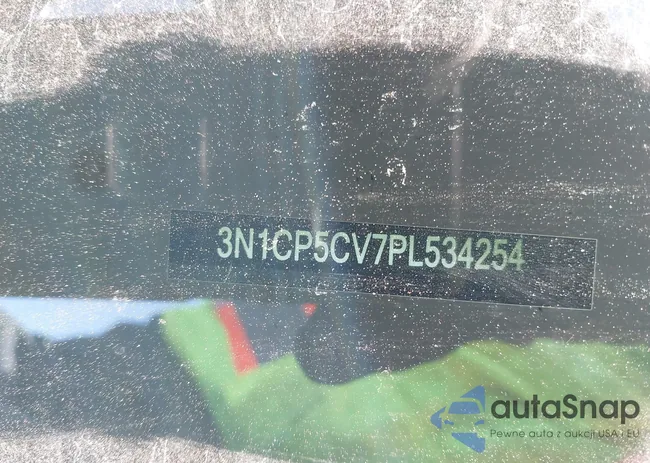 3N1CP5CV7PL534254
autaSnap
Pewne auta z aukcji USA i EU